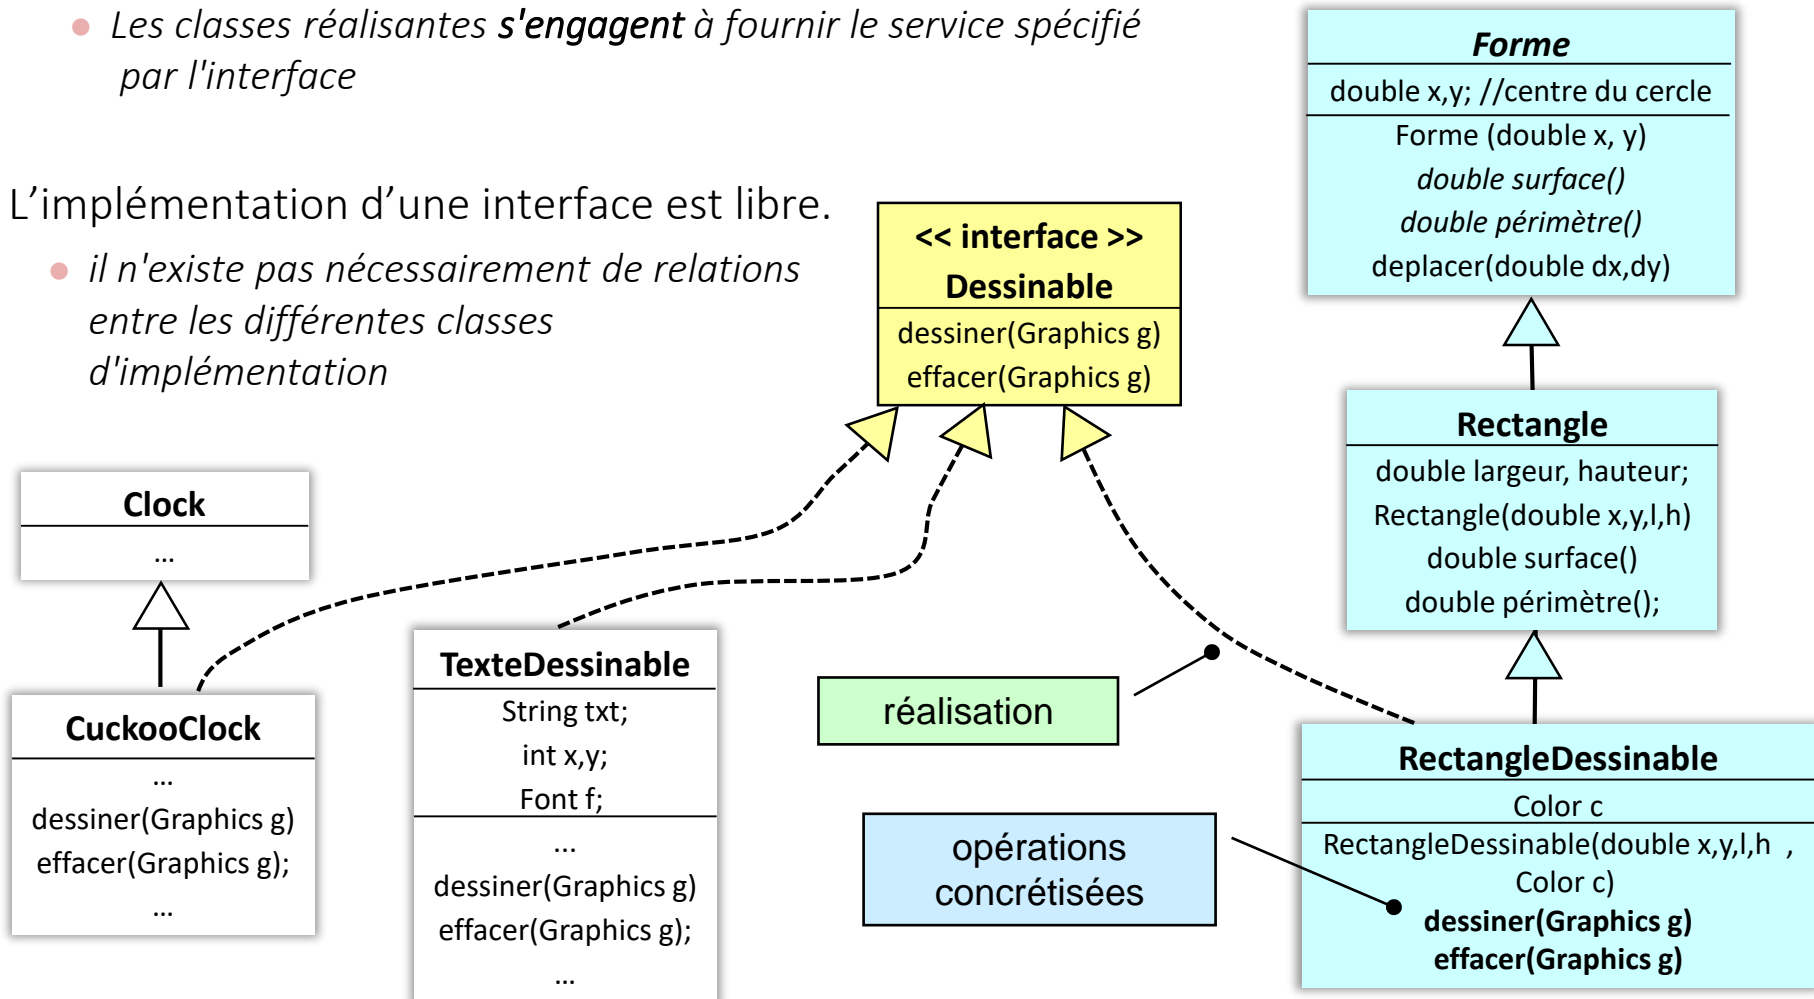 Les classes réalisantes s'engagent à fournir le service spécifié
par l'interface
L’implémentation d’une interface est libre.
il n'existe pas nécessairement de relations
entre les différentes classes
d'implémentation
<< interface >>
Dessinable
dessiner(Graphics g)
effacer(Graphics g)
Forme
double x,y; //centre du cercle
Forme (double x, y)
double surface()
double périmètre()
deplacer(double dx,dy)
Rectangle
double largeur, hauteur;
Rectangle(double x,y,l,h)
double surface()
double périmètre();
Clock
...
CuckooClock
...
dessiner(Graphics g)
effacer(Graphics g);
...
TexteDessinable
String txt;
int x,y;
Font f;
...
dessiner(Graphics g)
effacer(Graphics g);
...
réalisation
opérations
concrétisées
RectangleDessinable
Color c
RectangleDessinable(double x,y,l,h ,
Color c)
dessiner(Graphics g)
effacer(Graphics g)